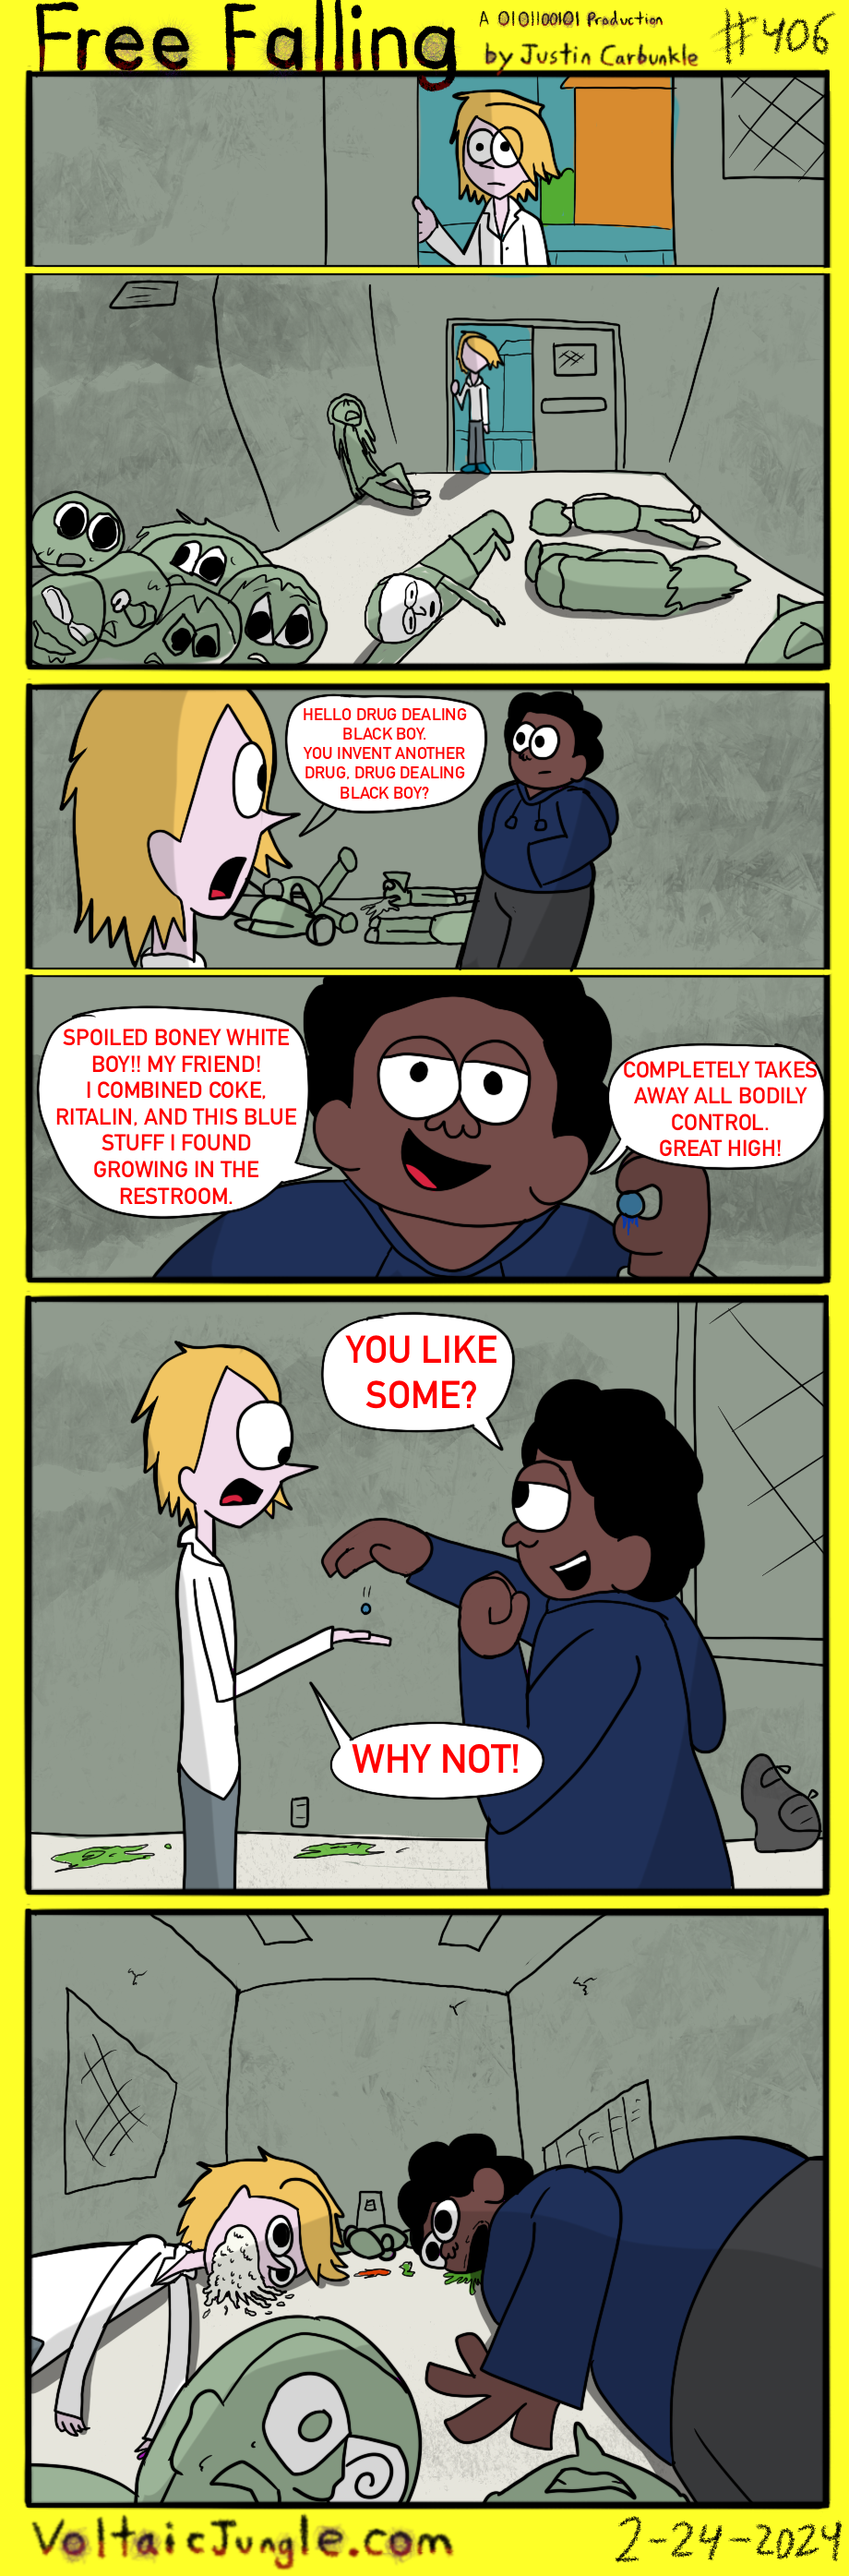 Free Falling
A 0101100101 Production
by Justin Carbunkle
#406
HELLO DRUG DEALING
BLACK BOY.
YOU INVENT ANOTHER
DRUG, DRUG DEALING
BLACK BOY?
SPOILED BONEY WHITE
BOY!! MY FRIEND!
I COMBINED COKE,
RITALIN, AND THIS BLUE
STUFF I FOUND
GROWING IN THE
RESTROOM.
COMPLETELY TAKES
AWAY ALL BODILY
CONTROL.
GREAT HIGH!
YOU LIKE
SOME?
WHY NOT!
VoltaicJungle.com
2-24-2024